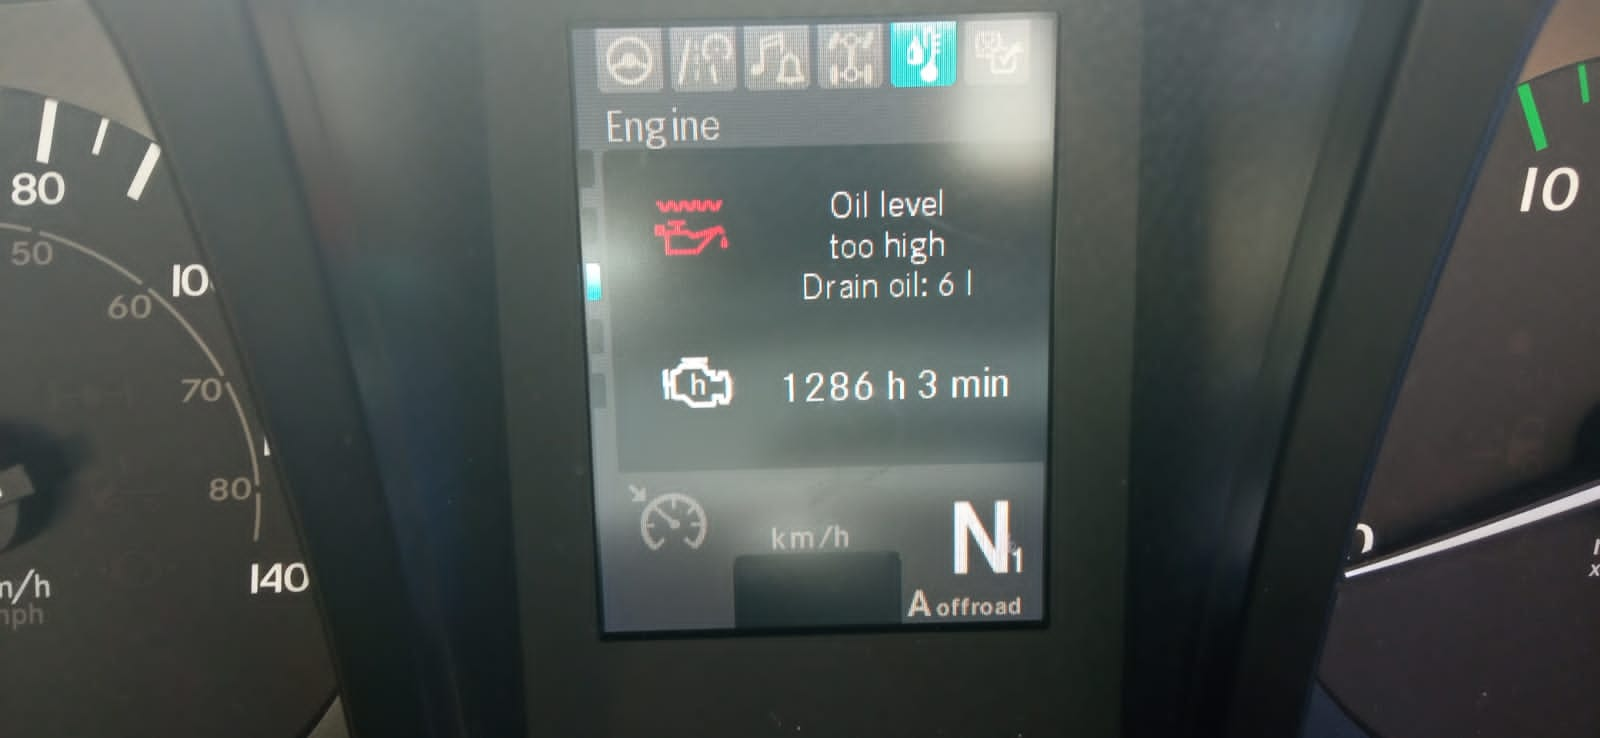 Engine
Oil level
too high
Drain oil: 6 l
h
1286 h 3 min
km/h
N1
A offroad
80
50
60
70
80
140
10